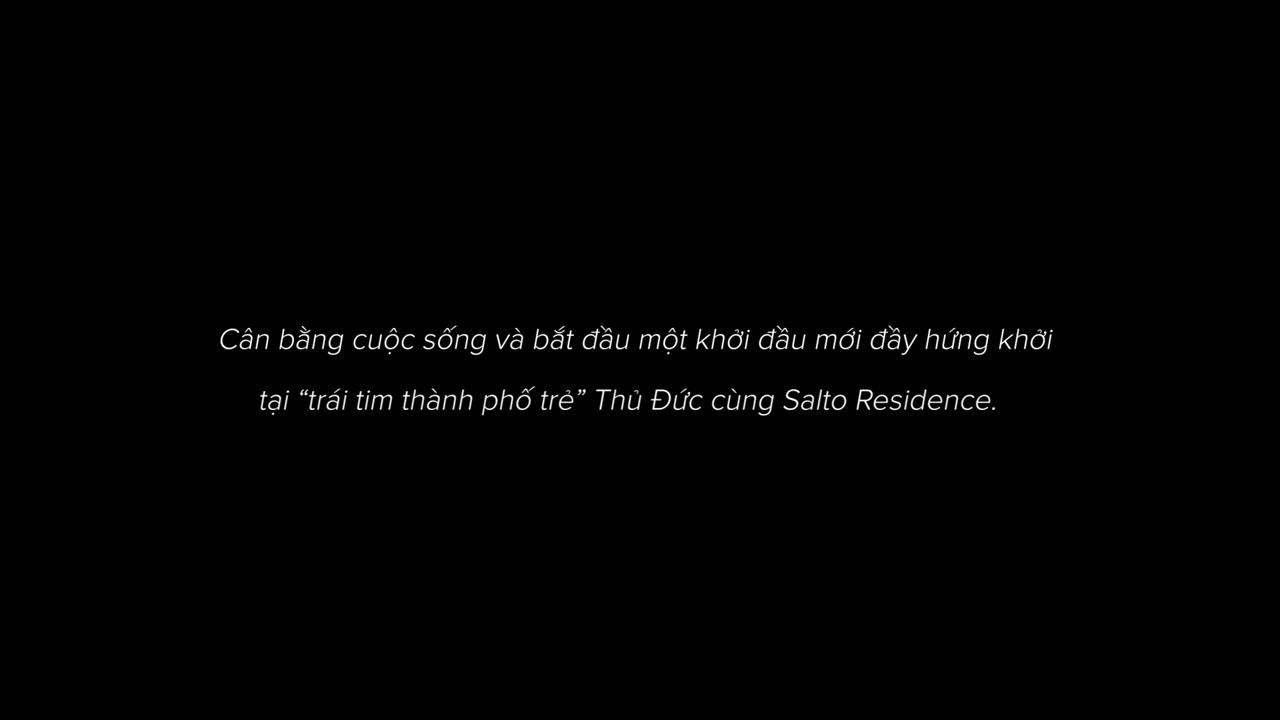 Cân bằng cuộc sống và bắt đầu một khởi đầu mới đầy hứng khởi
tại “trái tim thành phố trẻ” Thủ Đức cùng Salto Residence.